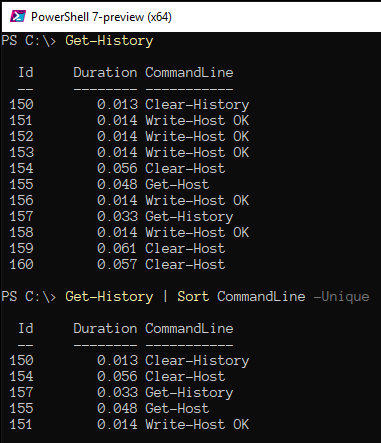 PowerShell 7-preview (x64)
PS C:\> Get-History
Id Duration CommandLine
-- -------- -----------
150 0.013 Clear-History
151 0.014 Write-Host OK
152 0.014 Write-Host OK
153 0.014 Write-Host OK
154 0.056 Clear-Host
155 0.048 Get-Host
156 0.014 Write-Host OK
157 0.033 Get-History
158 0.014 Write-Host OK
159 0.061 Clear-Host
160 0.057 Clear-Host
PS C:\> Get-History | Sort CommandLine -Unique
Id Duration CommandLine
-- -------- -----------
150 0.013 Clear-History
154 0.056 Clear-Host
157 0.033 Get-History
155 0.048 Get-Host
151 0.014 Write-Host OK